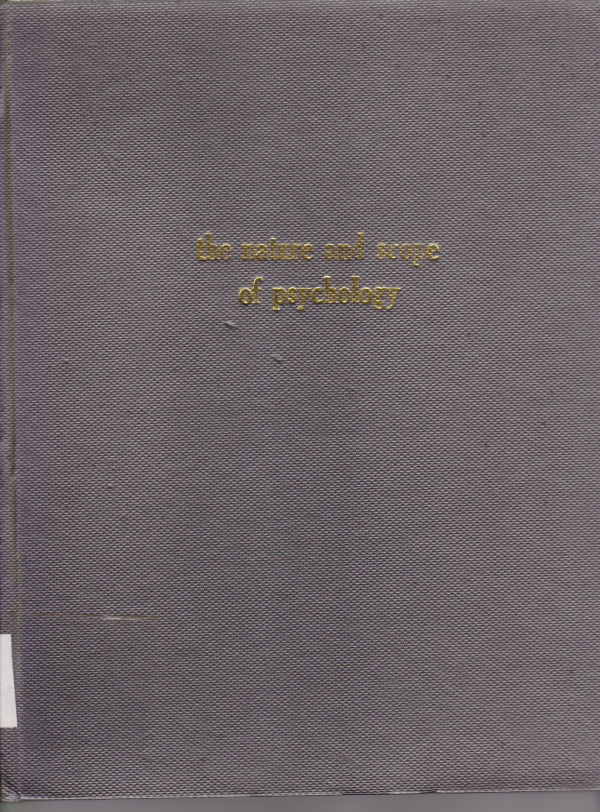 the nature and scope
of psychology